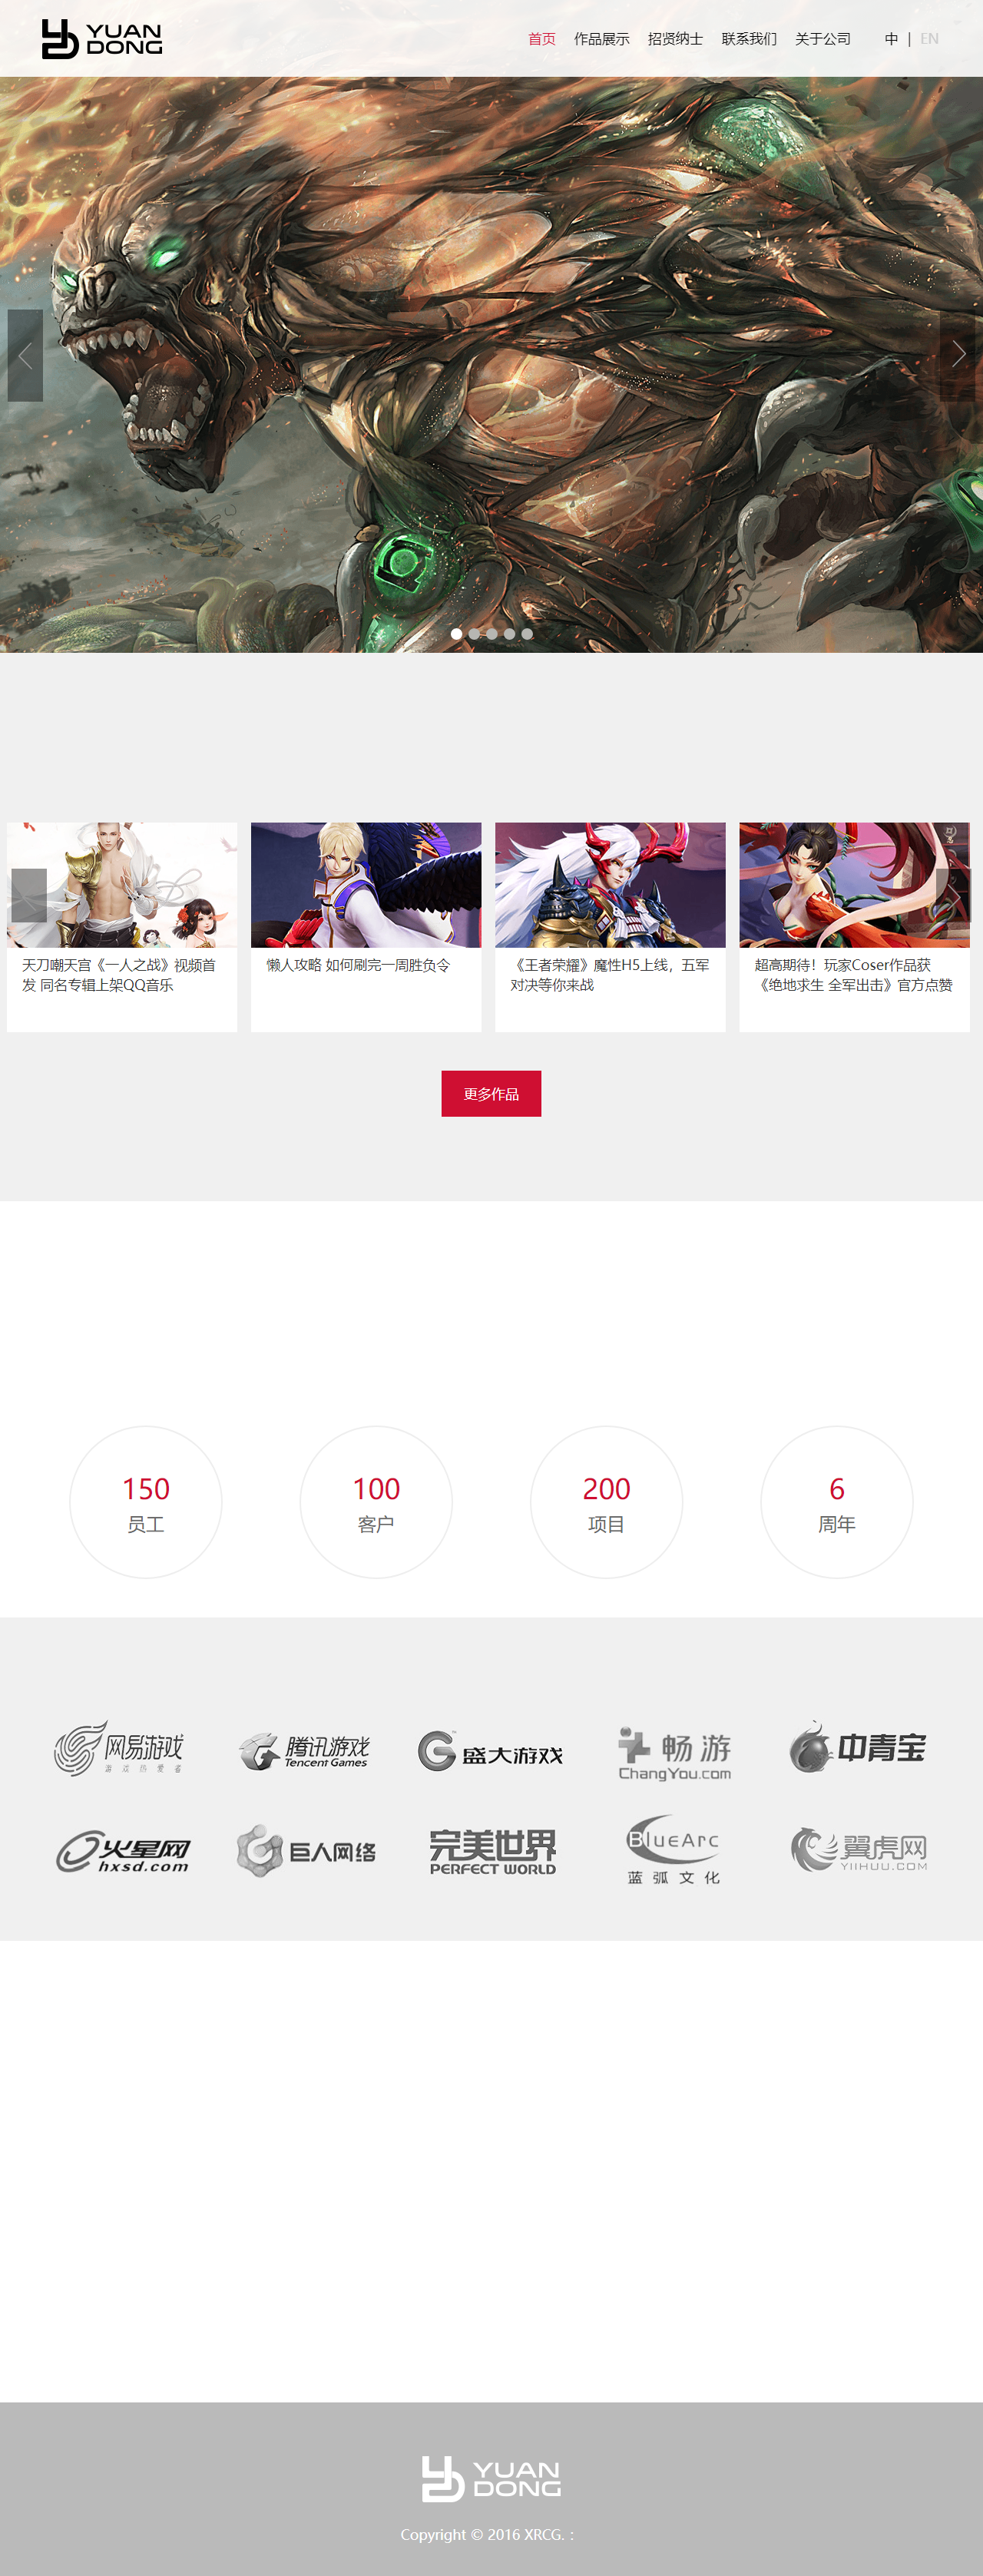 YUAN
DONG
首页 作品展示 招贤纳士 联系我们 关于公司 中 | EN
天刀嘲天宫《一人之战》视频首
发 同名专辑上架QQ音乐
懒人攻略 如何刷完一周胜负令
《王者荣耀》魔性H5上线，五军
对决等你来战
超高期待！玩家Coser作品获
《绝地求生 全军出击》官方点赞
更多作品
150
员工
100
客户
200
项目
6
周年
网易游戏
游戏热爱者
腾讯游戏
Tencent Games
盛大游戏
畅游
ChangYou.com
中青宝
火星网
hxsd.com
巨人网络
完美世界
PERFECT WORLD
BlueArc
蓝弧文化
翼虎网
YIIHUU.COM
YUAN
DONG
Copyright © 2016 XRCG. :